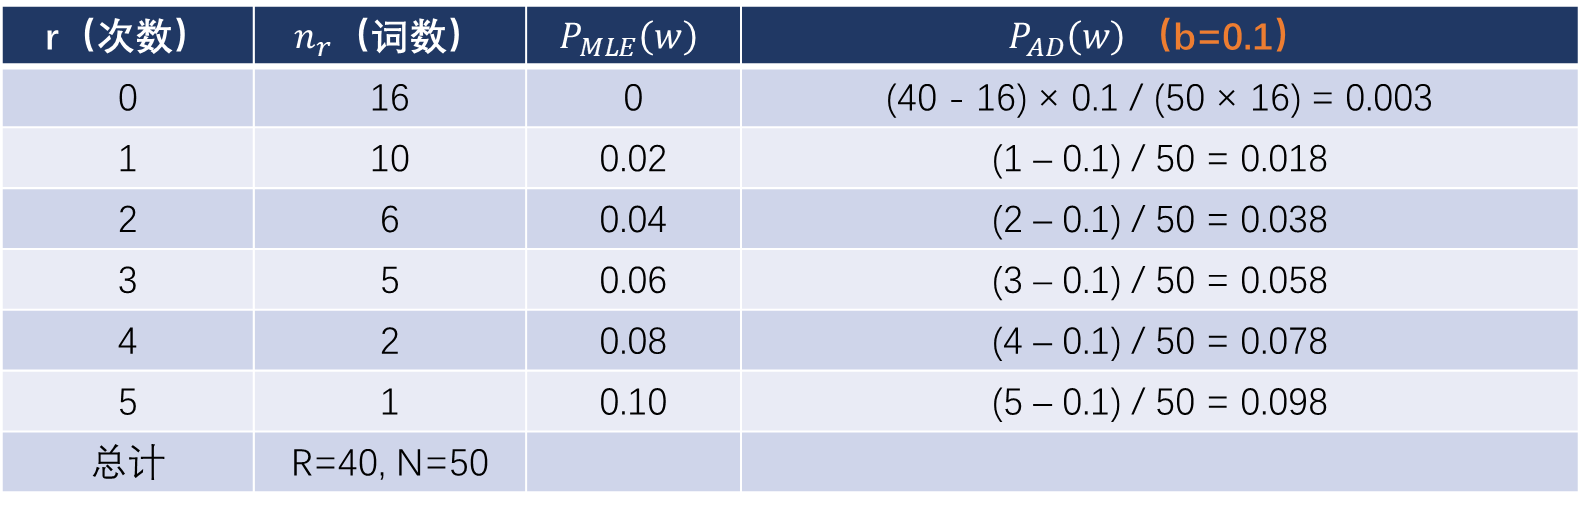 r（次数） n_r（词数） P_MLE(w) P_AD(w)（b=0.1）
0 16 0 (40 - 16) × 0.1 / (50 × 16) = 0.003
1 10 0.02 (1 – 0.1) / 50 = 0.018
2 6 0.04 (2 – 0.1) / 50 = 0.038
3 5 0.06 (3 – 0.1) / 50 = 0.058
4 2 0.08 (4 – 0.1) / 50 = 0.078
5 1 0.10 (5 – 0.1) / 50 = 0.098
总计 R=40, N=50